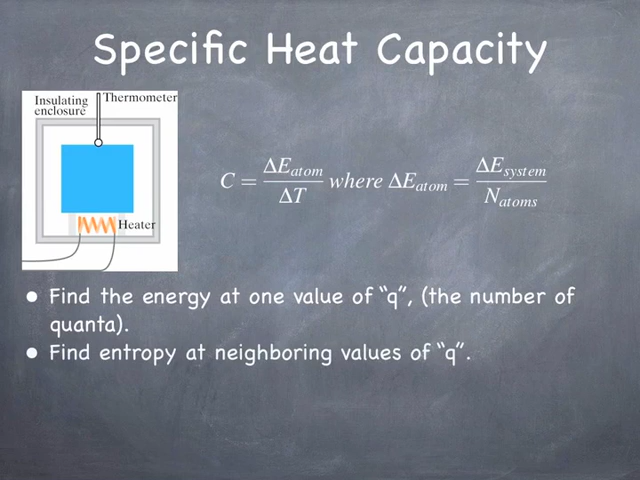 Specific Heat Capacity
Insulating
enclosure
Thermometer
Heater
C = ΔE_atom / ΔT where ΔE_atom = ΔE_system / N_atoms
• Find the energy at one value of “q”, (the number of
quanta).
• Find entropy at neighboring values of “q”.